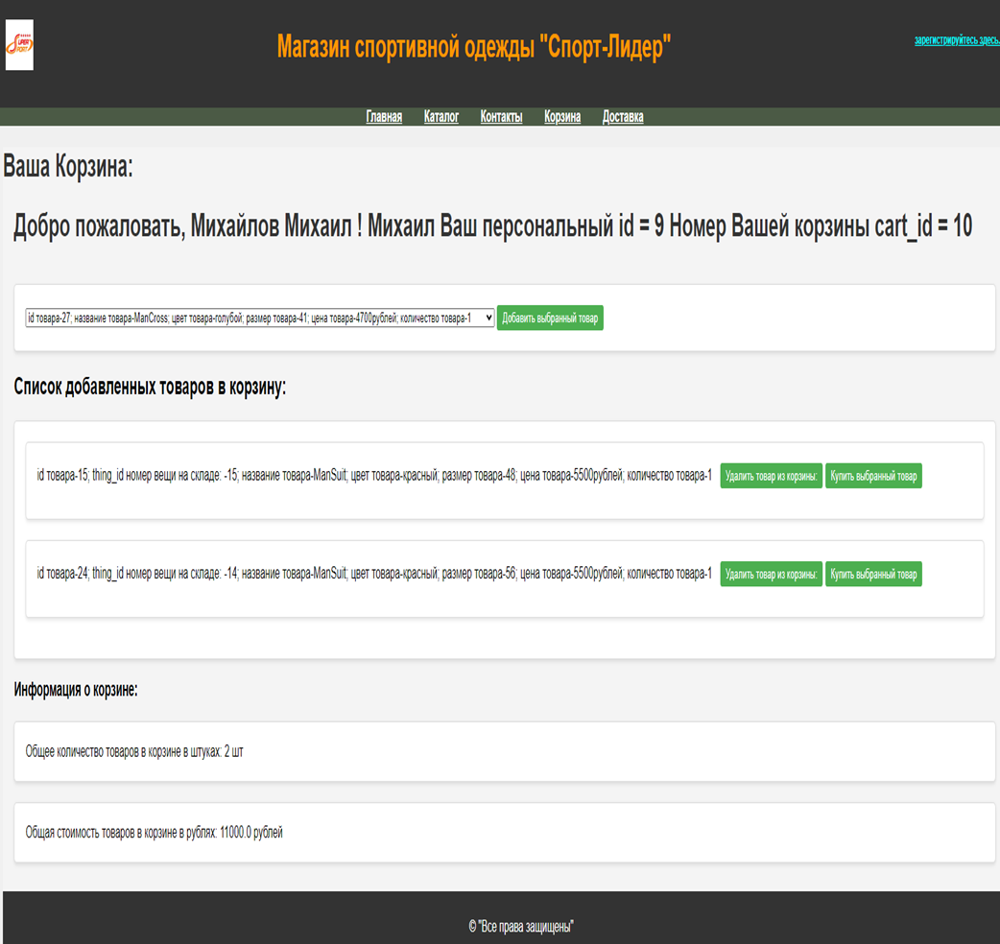 SUPER
SPORT
Магазин спортивной одежды "Спорт-Лидер"
зарегистрируйтесь здесь.
Главная Каталог Контакты Корзина Доставка
Ваша Корзина:
Добро пожаловать, Михайлов Михаил ! Михаил Ваш персональный id = 9 Номер Вашей корзины cart_id = 10
id товара-27; название товара-ManCross; цвет товара-голубой; размер товара-41; цена товара-4700рублей; количество товара-1 Добавить выбранный товар
Список добавленных товаров в корзину:
id товара-15; thing_id номер вещи на складе: -15; название товара-ManSuit; цвет товара-красный; размер товара-48; цена товара-5500рублей; количество товара-1 Удалить товар из корзины: Купить выбранный товар
id товара-24; thing_id номер вещи на складе: -14; название товара-ManSuit; цвет товара-красный; размер товара-56; цена товара-5500рублей; количество товара-1 Удалить товар из корзины: Купить выбранный товар
Информация о корзине:
Общее количество товаров в корзине в штуках: 2 шт
Общая стоимость товаров в корзине в рублях: 11000.0 рублей
© "Все права защищены"